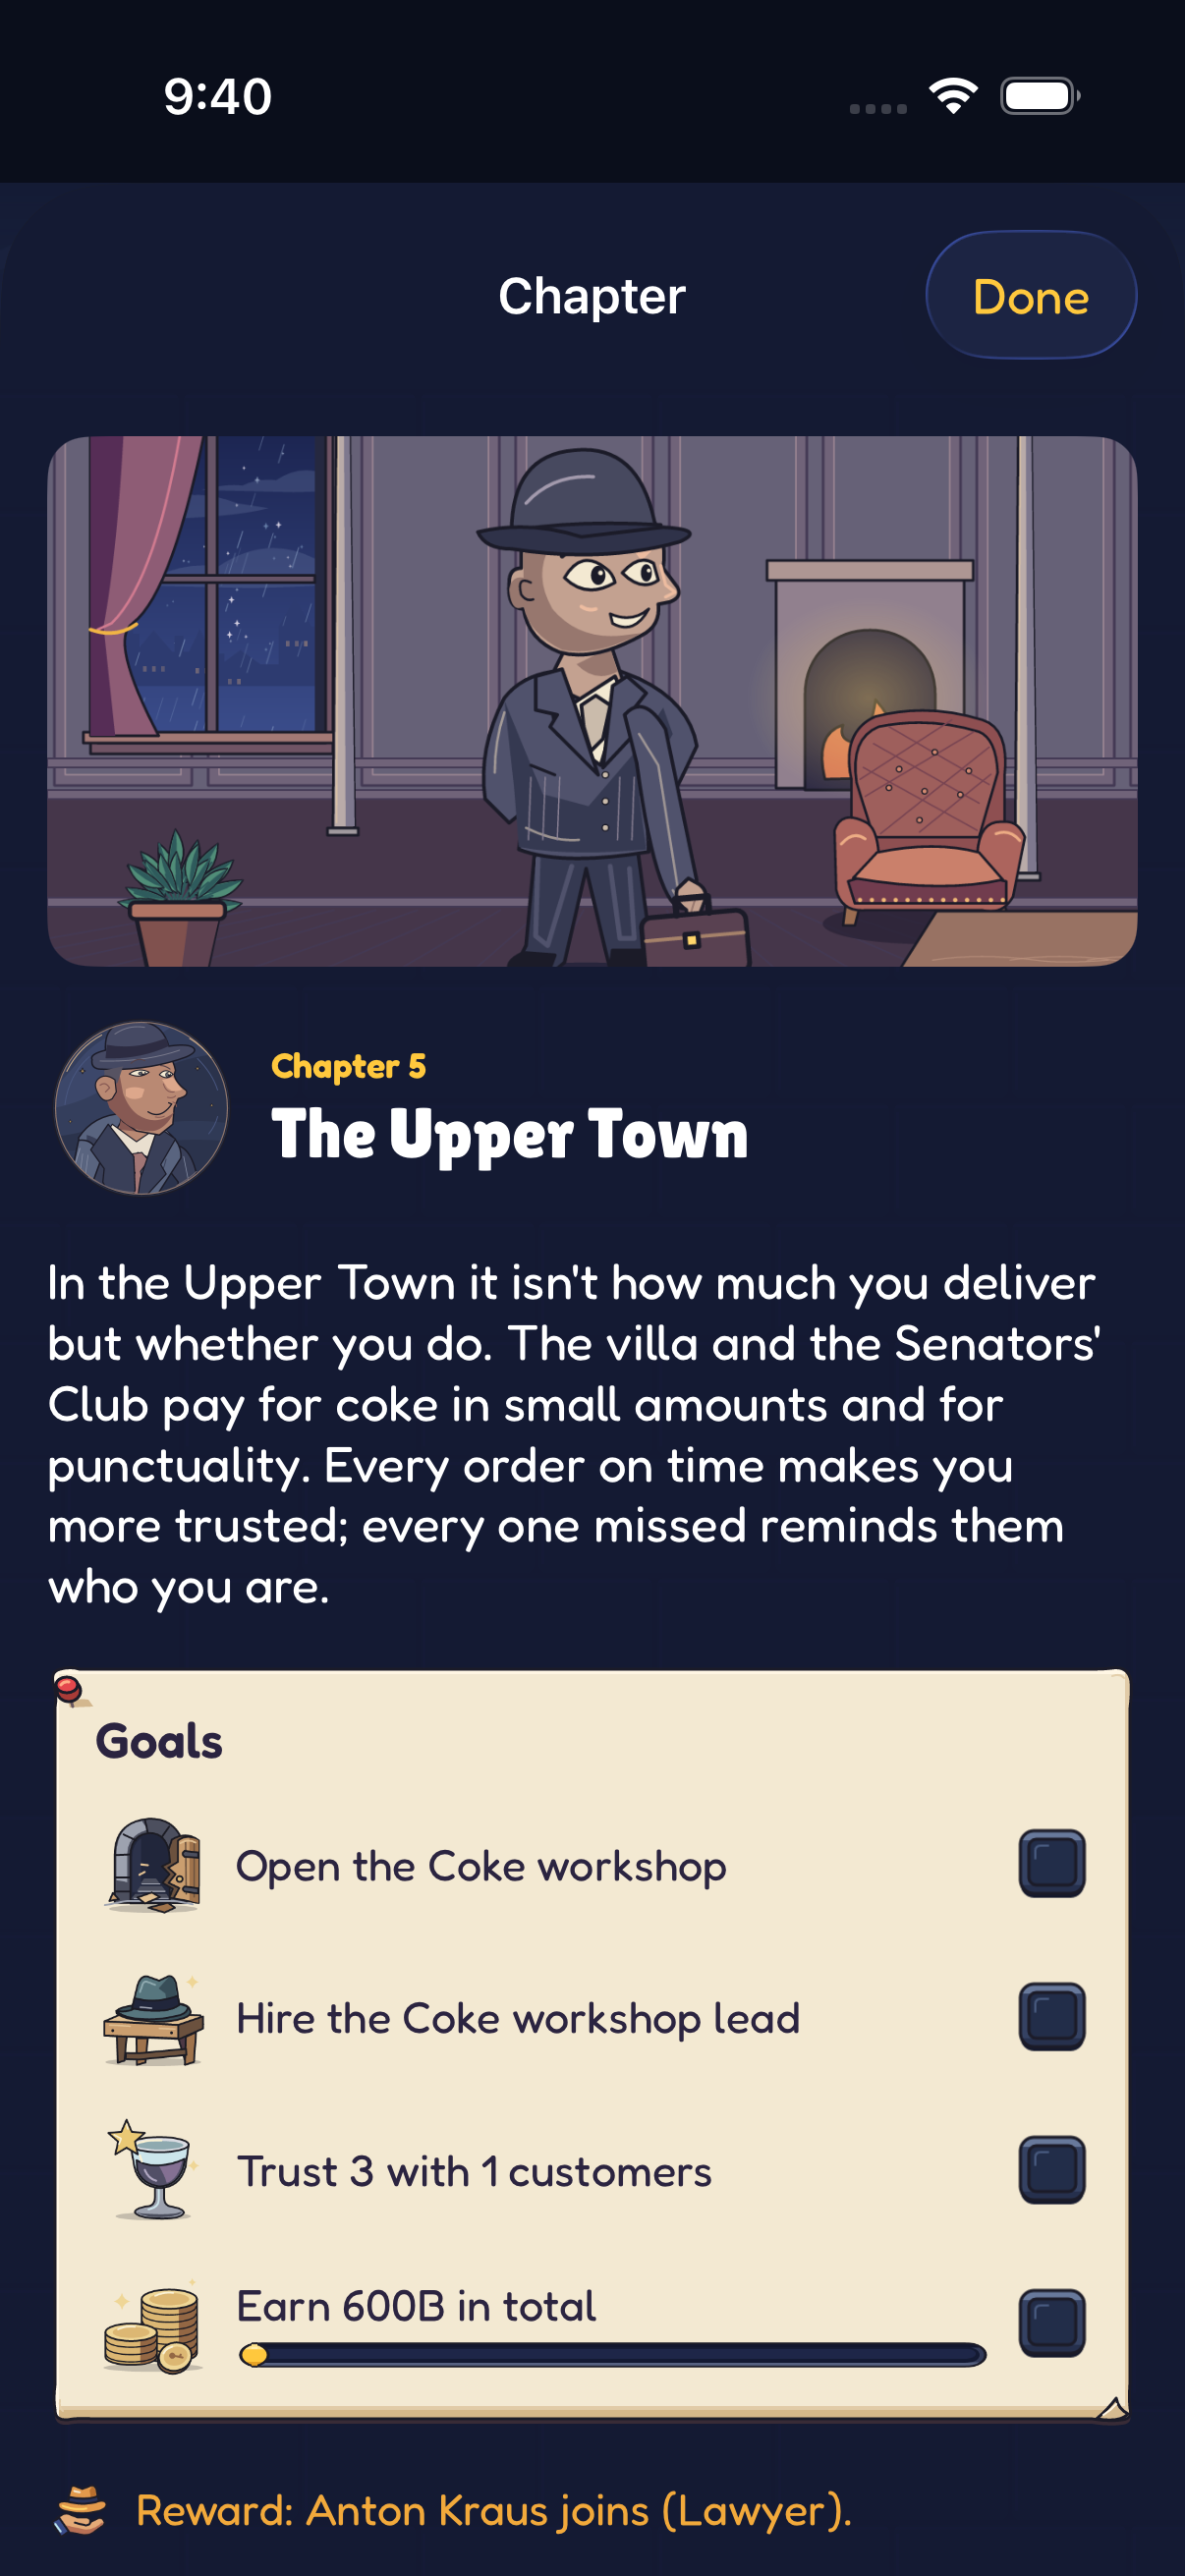 9:40
Chapter
Done
Chapter 5
The Upper Town
In the Upper Town it isn't how much you deliver
but whether you do. The villa and the Senators'
Club pay for coke in small amounts and for
punctuality. Every order on time makes you
more trusted; every one missed reminds them
who you are.
Goals
Open the Coke workshop
Hire the Coke workshop lead
Trust 3 with 1 customers
Earn 600B in total
Reward: Anton Kraus joins (Lawyer).